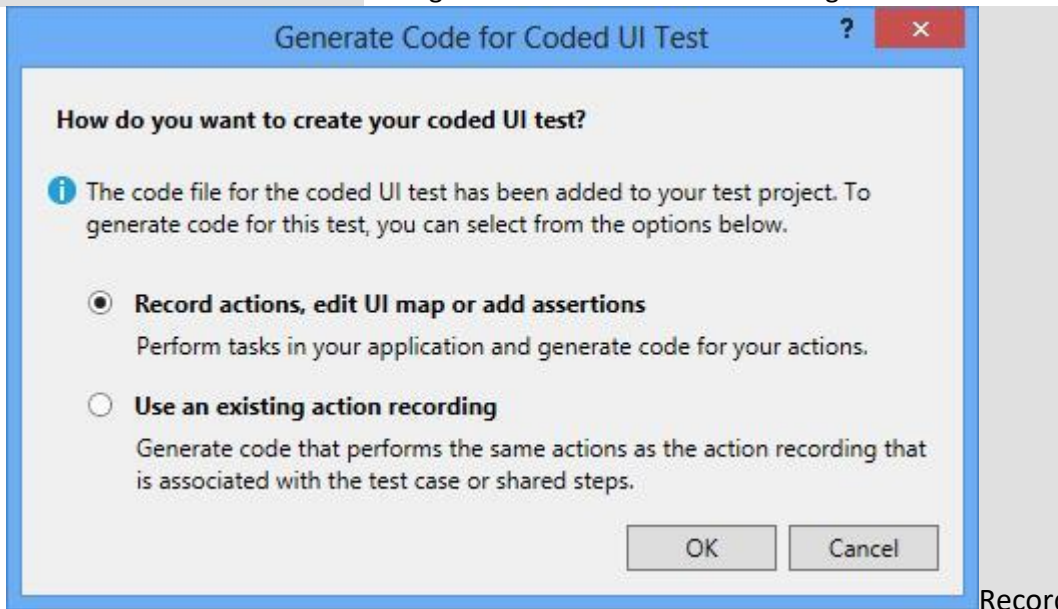 Generate Code for Coded UI Test ? ×
How do you want to create your coded UI test?
The code file for the coded UI test has been added to your test project. To
generate code for this test, you can select from the options below.
Record actions, edit UI map or add assertions
Perform tasks in your application and generate code for your actions.
Use an existing action recording
Generate code that performs the same actions as the action recording that
is associated with the test case or shared steps.
OK Cancel